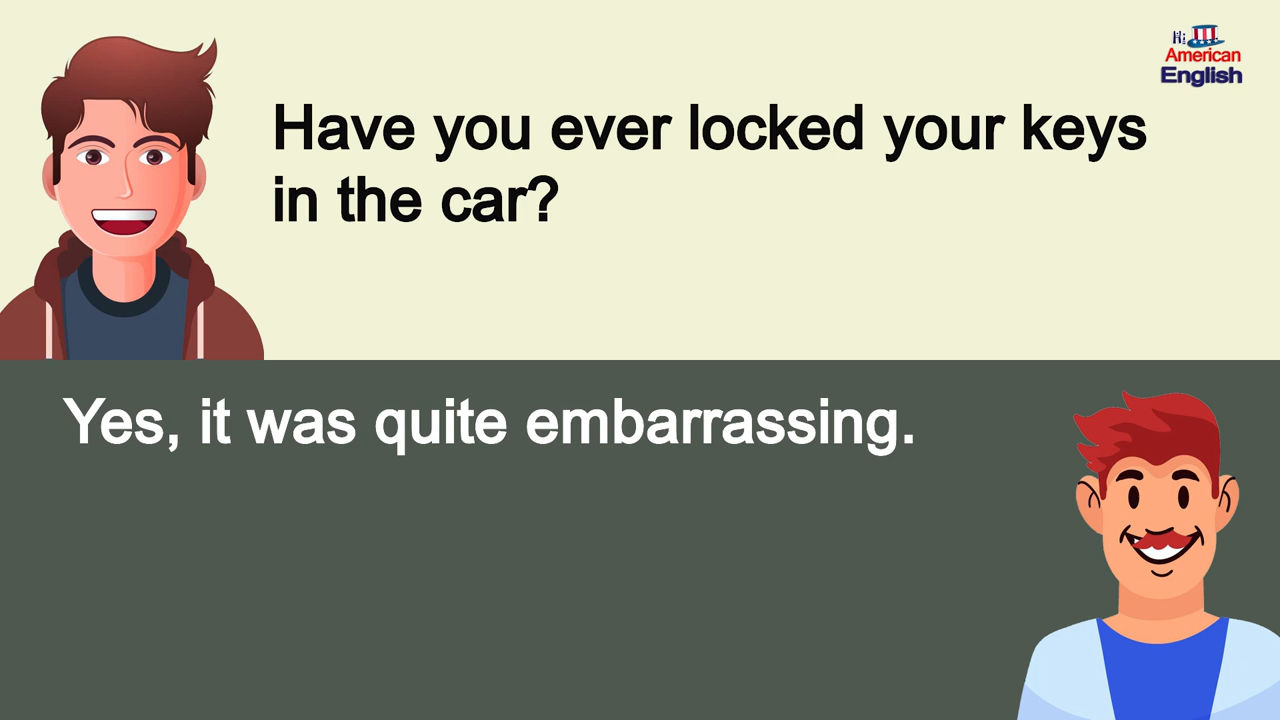 Hi
American
English
Have you ever locked your keys
in the car?
Yes, it was quite embarrassing.